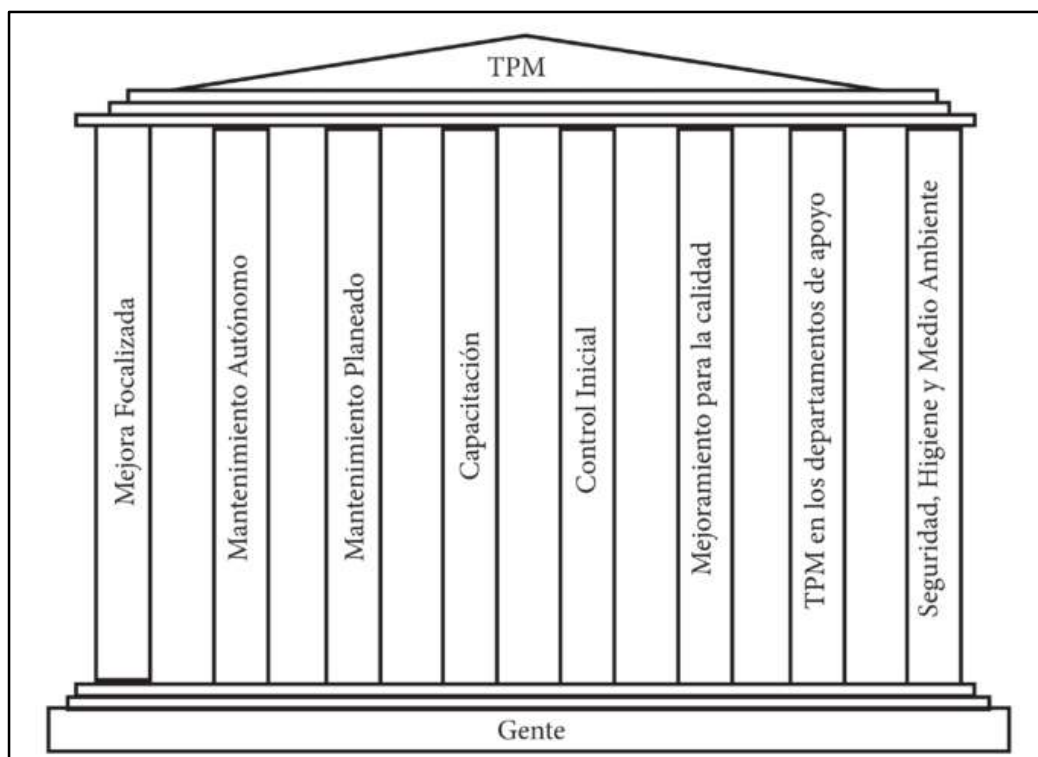 TPM
Mejora Focalizada
Mantenimiento Autónomo
Mantenimiento Planeado
Capacitación
Control Inicial
Mejoramiento para la calidad
TPM en los departamentos de apoyo
Seguridad, Higiene y Medio Ambiente
Gente